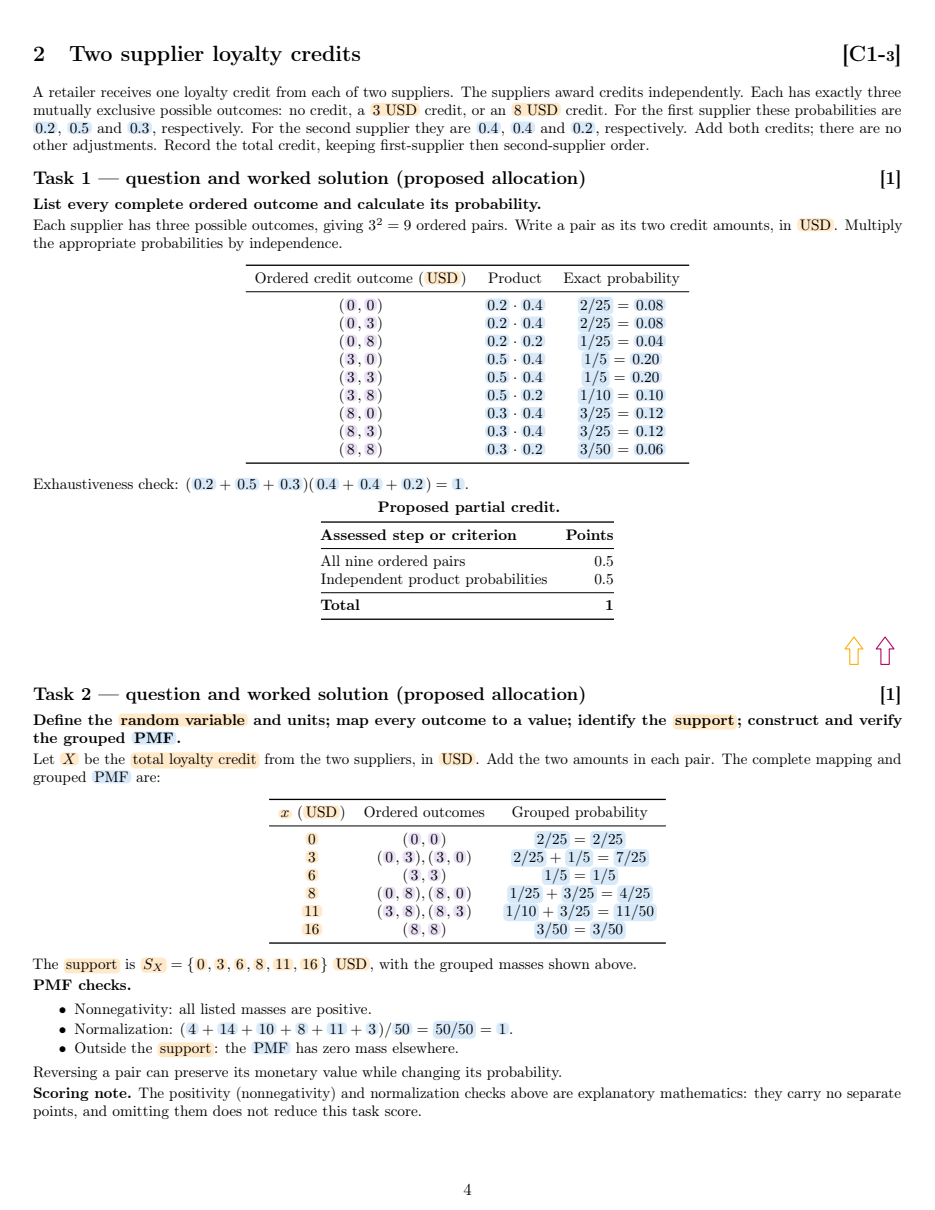 2 Two supplier loyalty credits [C1-3]
A retailer receives one loyalty credit from each of two suppliers. The suppliers award credits independently. Each has exactly three
mutually exclusive possible outcomes: no credit, a 3 USD credit, or an 8 USD credit. For the first supplier these probabilities are
0.2, 0.5 and 0.3, respectively. For the second supplier they are 0.4, 0.4 and 0.2, respectively. Add both credits; there are no
other adjustments. Record the total credit, keeping first-supplier then second-supplier order.
Task 1 — question and worked solution (proposed allocation) [1]
List every complete ordered outcome and calculate its probability.
Each supplier has three possible outcomes, giving 3² = 9 ordered pairs. Write a pair as its two credit amounts, in USD. Multiply
the appropriate probabilities by independence.
Ordered credit outcome (USD) Product Exact probability
(0, 0) 0.2 · 0.4 2/25 = 0.08
(0, 3) 0.2 · 0.4 2/25 = 0.08
(0, 8) 0.2 · 0.2 1/25 = 0.04
(3, 0) 0.5 · 0.4 1/5 = 0.20
(3, 3) 0.5 · 0.4 1/5 = 0.20
(3, 8) 0.5 · 0.2 1/10 = 0.10
(8, 0) 0.3 · 0.4 3/25 = 0.12
(8, 3) 0.3 · 0.4 3/25 = 0.12
(8, 8) 0.3 · 0.2 3/50 = 0.06
Exhaustiveness check: (0.2 + 0.5 + 0.3)(0.4 + 0.4 + 0.2) = 1.
Proposed partial credit.
Assessed step or criterion Points
All nine ordered pairs 0.5
Independent product probabilities 0.5
Total 1
Task 2 — question and worked solution (proposed allocation) [1]
Define the random variable and units; map every outcome to a value; identify the support; construct and verify
the grouped PMF.
Let X be the total loyalty credit from the two suppliers, in USD. Add the two amounts in each pair. The complete mapping and
grouped PMF are:
x (USD) Ordered outcomes Grouped probability
0 (0, 0) 2/25 = 2/25
3 (0, 3), (3, 0) 2/25 + 1/5 = 7/25
6 (3, 3) 1/5 = 1/5
8 (0, 8), (8, 0) 1/25 + 3/25 = 4/25
11 (3, 8), (8, 3) 1/10 + 3/25 = 11/50
16 (8, 8) 3/50 = 3/50
The support is S_X = {0, 3, 6, 8, 11, 16} USD, with the grouped masses shown above.
PMF checks.
• Nonnegativity: all listed masses are positive.
• Normalization: (4 + 14 + 10 + 8 + 11 + 3)/50 = 50/50 = 1.
• Outside the support: the PMF has zero mass elsewhere.
Reversing a pair can preserve its monetary value while changing its probability.
Scoring note. The positivity (nonnegativity) and normalization checks above are explanatory mathematics: they carry no separate
points, and omitting them does not reduce this task score.
4